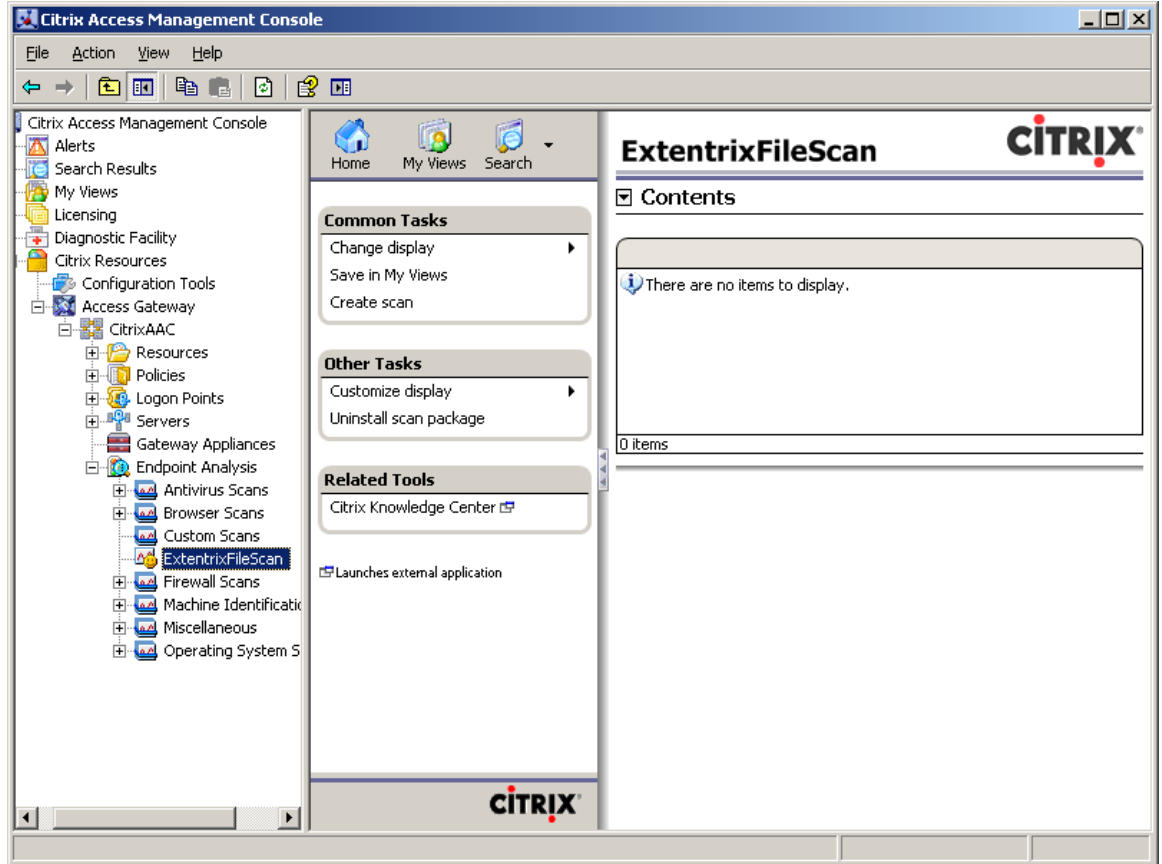 Citrix Access Management Console
File Action View Help
Citrix Access Management Console
Alerts
Search Results
My Views
Licensing
Diagnostic Facility
Citrix Resources
Configuration Tools
Access Gateway
CitrixAAC
Resources
Policies
Logon Points
Servers
Gateway Appliances
Endpoint Analysis
Antivirus Scans
Browser Scans
Custom Scans
ExtentrixFileScan
Firewall Scans
Machine Identificatio
Miscellaneous
Operating System S
Home My Views Search
Common Tasks
Change display
Save in My Views
Create scan
Other Tasks
Customize display
Uninstall scan package
Related Tools
Citrix Knowledge Center
Launches external application
CITRIX
ExtentrixFileScan
CITRIX
Contents
There are no items to display.
0 items